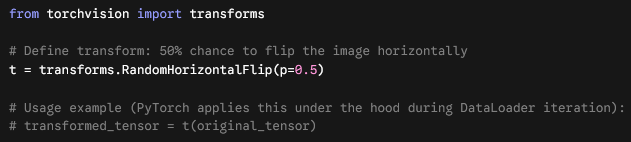 from torchvision import transforms
# Define transform: 50% chance to flip the image horizontally
t = transforms.RandomHorizontalFlip(p=0.5)
# Usage example (PyTorch applies this under the hood during DataLoader iteration):
# transformed_tensor = t(original_tensor)